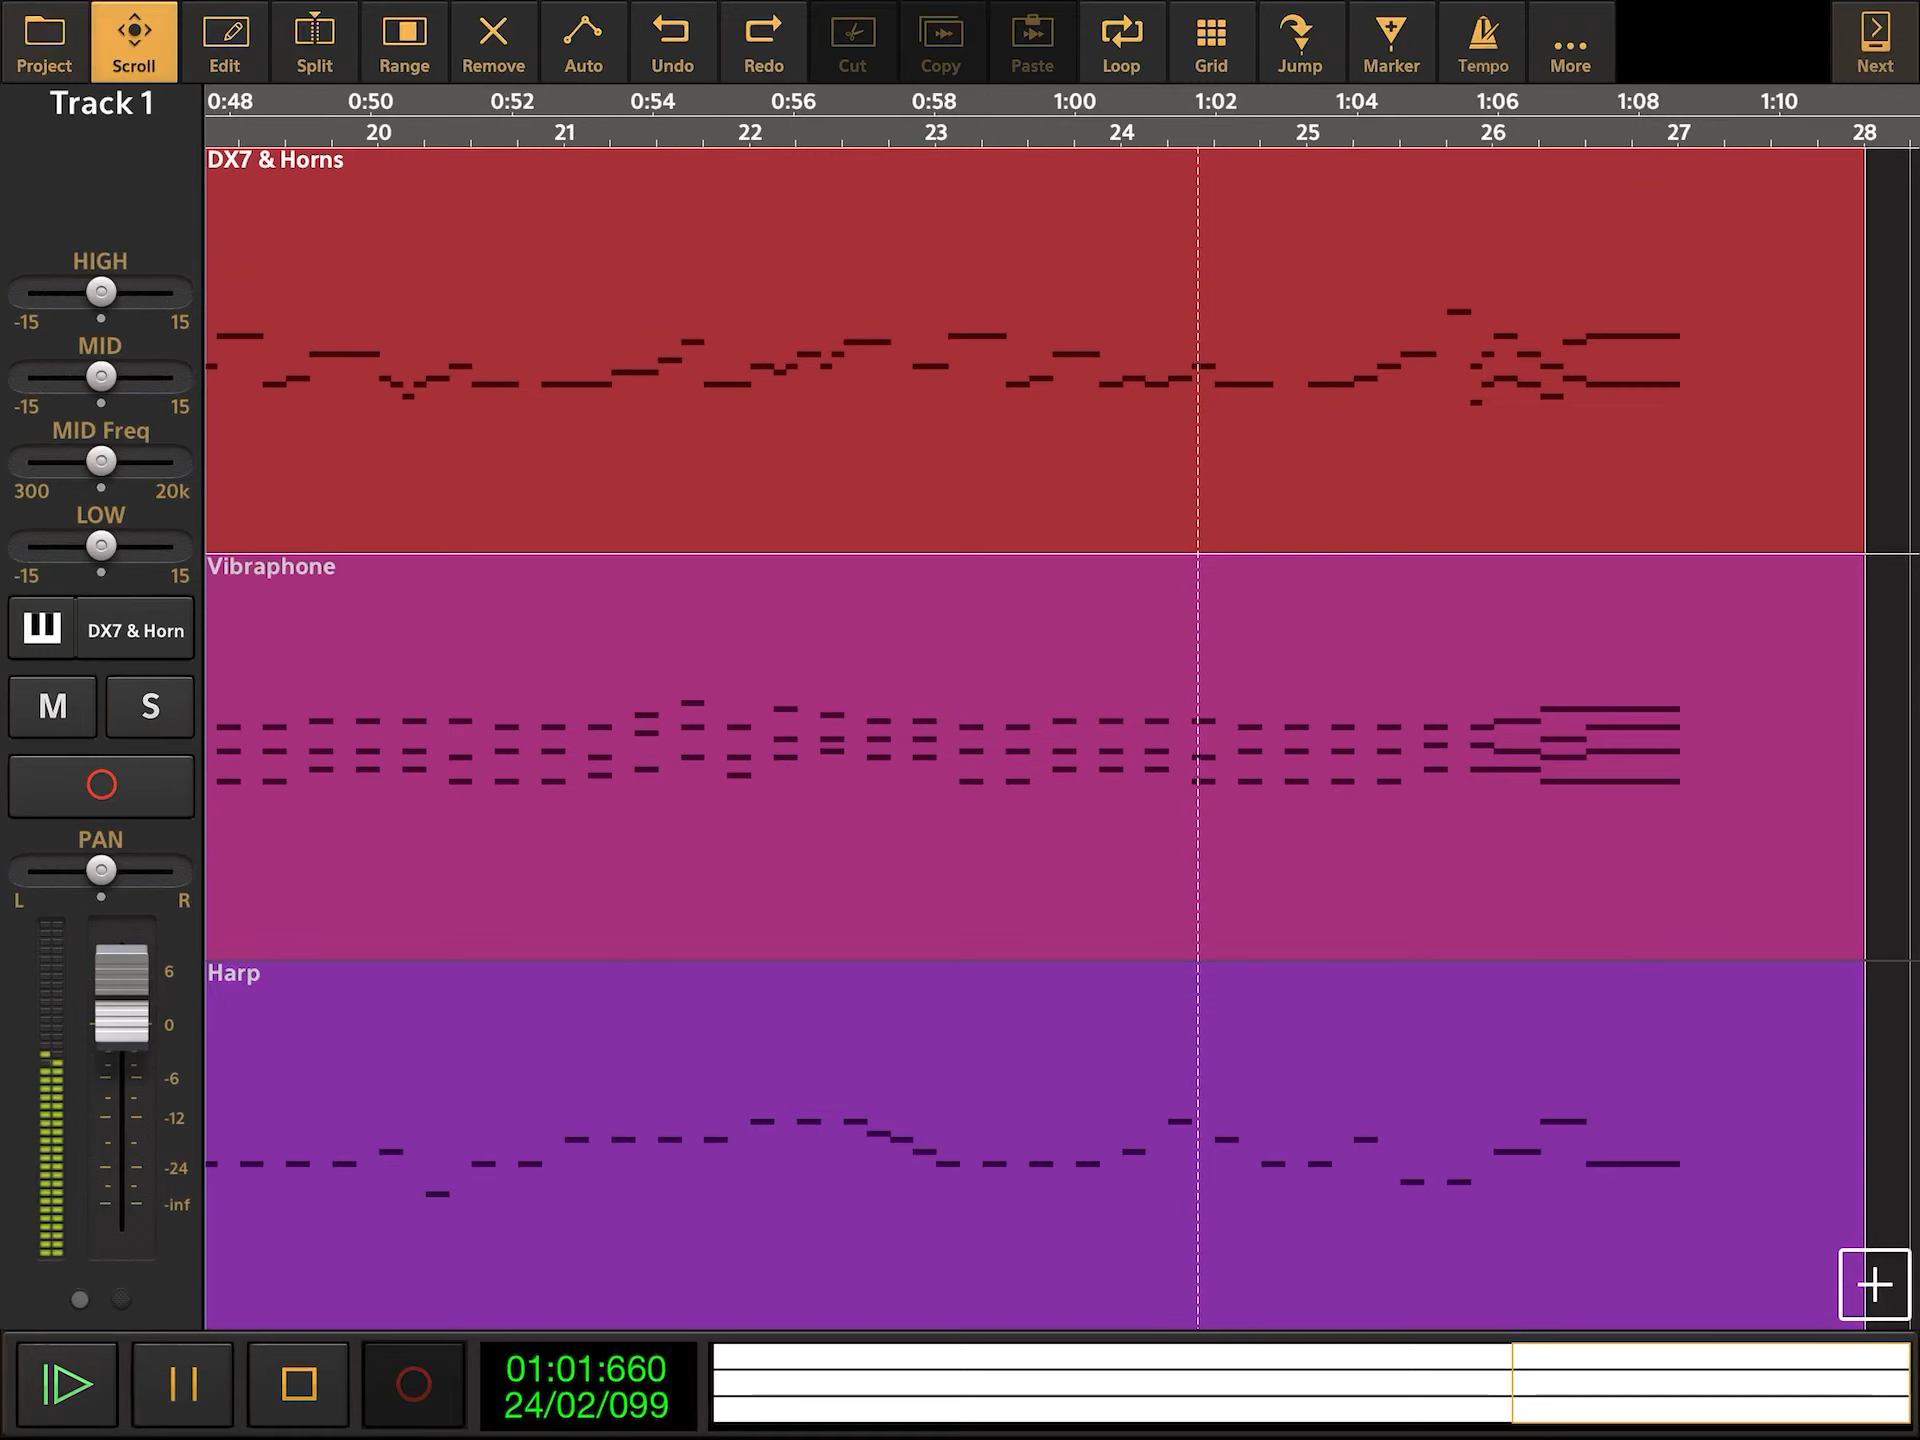 Project Scroll Edit Split Range Remove Auto Undo Redo Cut Copy Paste Loop Grid Jump Marker Tempo More Next
Track 1
0:48 0:50 0:52 0:54 0:56 0:58 1:00 1:02 1:04 1:06 1:08 1:10
20 21 22 23 24 25 26 27 28
DX7 & Horns
HIGH
-15 15
MID
-15 15
MID Freq
300 20k
LOW
-15 15
DX7 & Horn
M S
PAN
L R
6
0
-6
-12
-24
-inf
Vibraphone
Harp
01:01:660
24/02/099